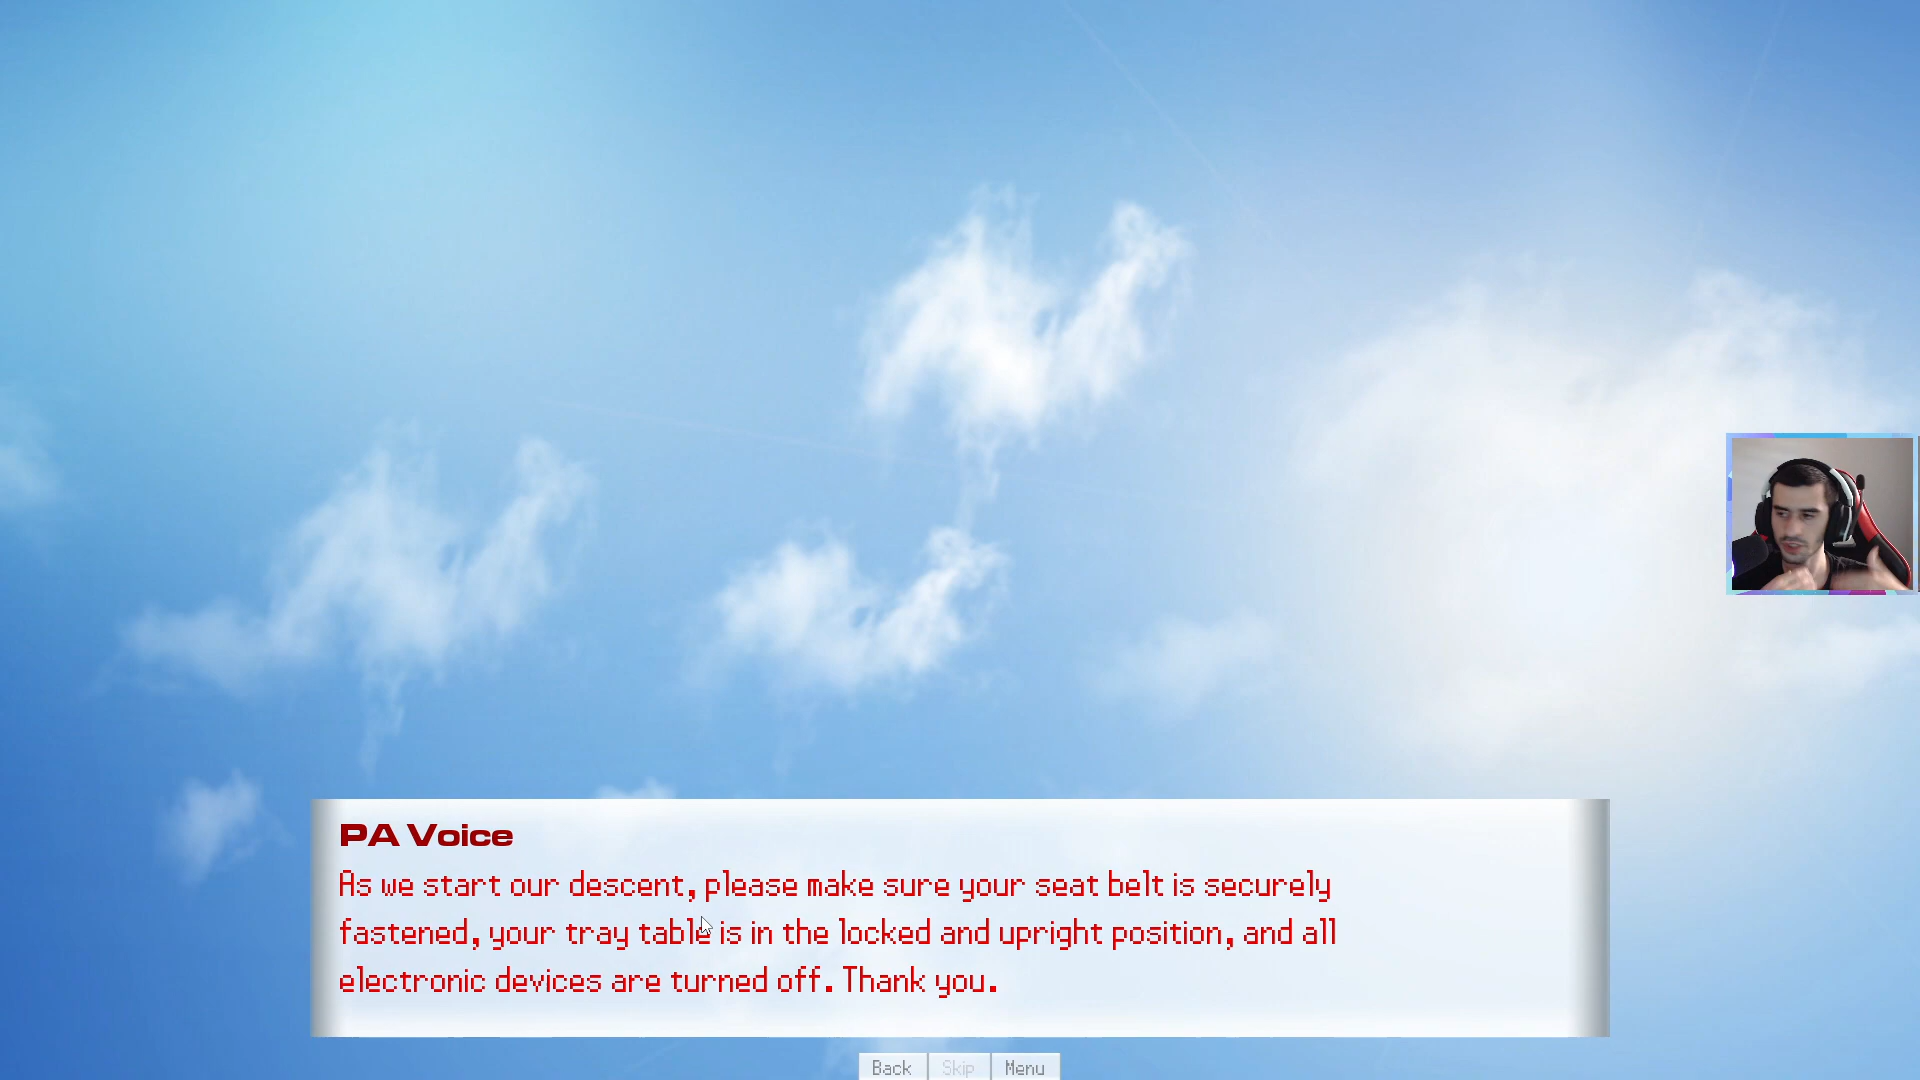 PA Voice
As we start our descent, please make sure your seat belt is securely
fastened, your tray table is in the locked and upright position, and all
electronic devices are turned off. Thank you.
Back Skip Menu